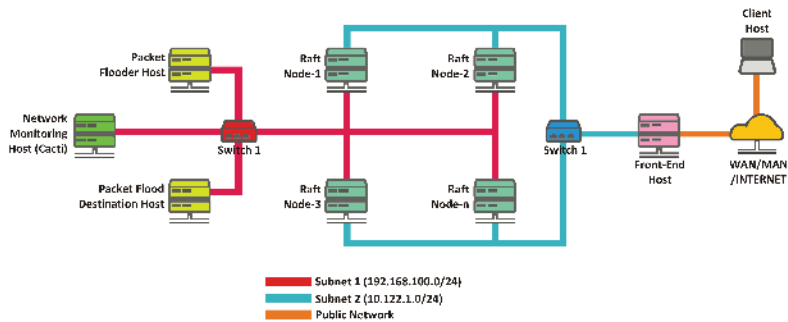 Client
Host
Packet
Flooder Host
Raft
Node-1
Raft
Node-2
Network
Monitoring
Host (Cacti)
Switch 1
Switch 1
Front-End
Host
WAN/MAN
/INTERNET
Packet Flood
Destination Host
Raft
Node-3
Raft
Node-n
Subnet 1 (192.168.100.0/24)
Subnet 2 (10.122.1.0/24)
Public Network